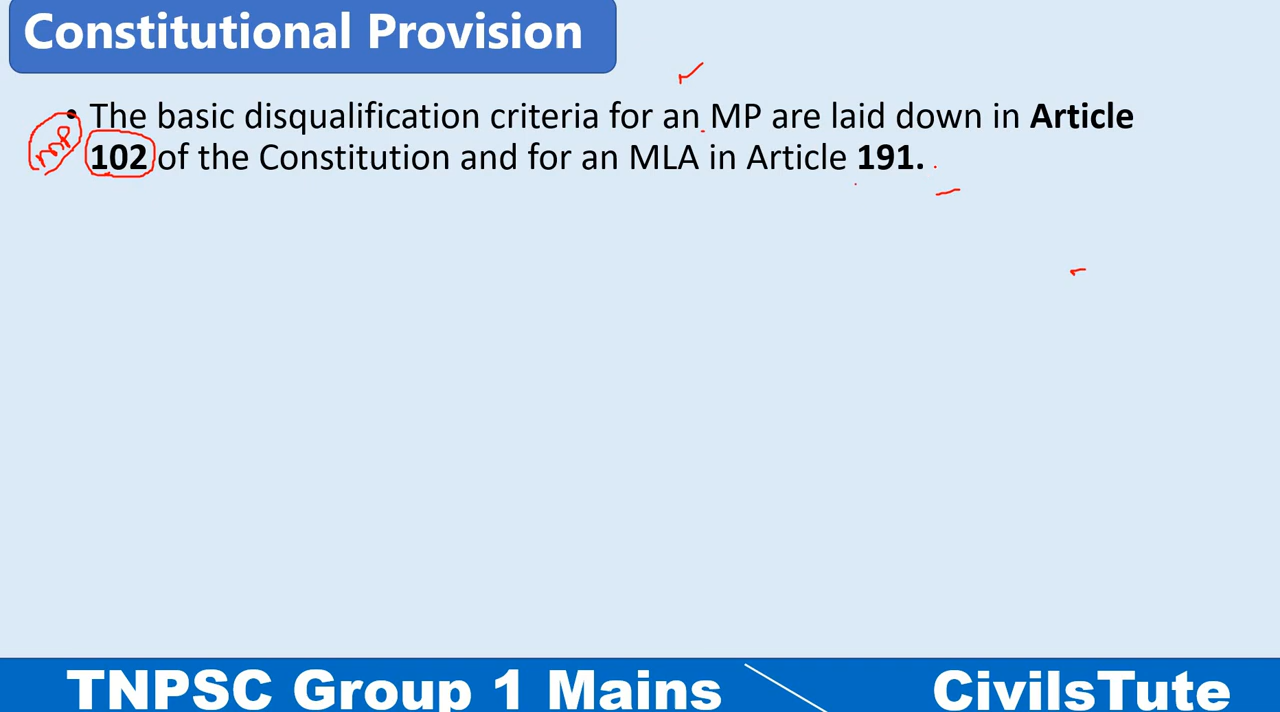 Constitutional Provision
• The basic disqualification criteria for an MP are laid down in Article
102 of the Constitution and for an MLA in Article 191.
MP
TNPSC Group 1 Mains
CivilsTute